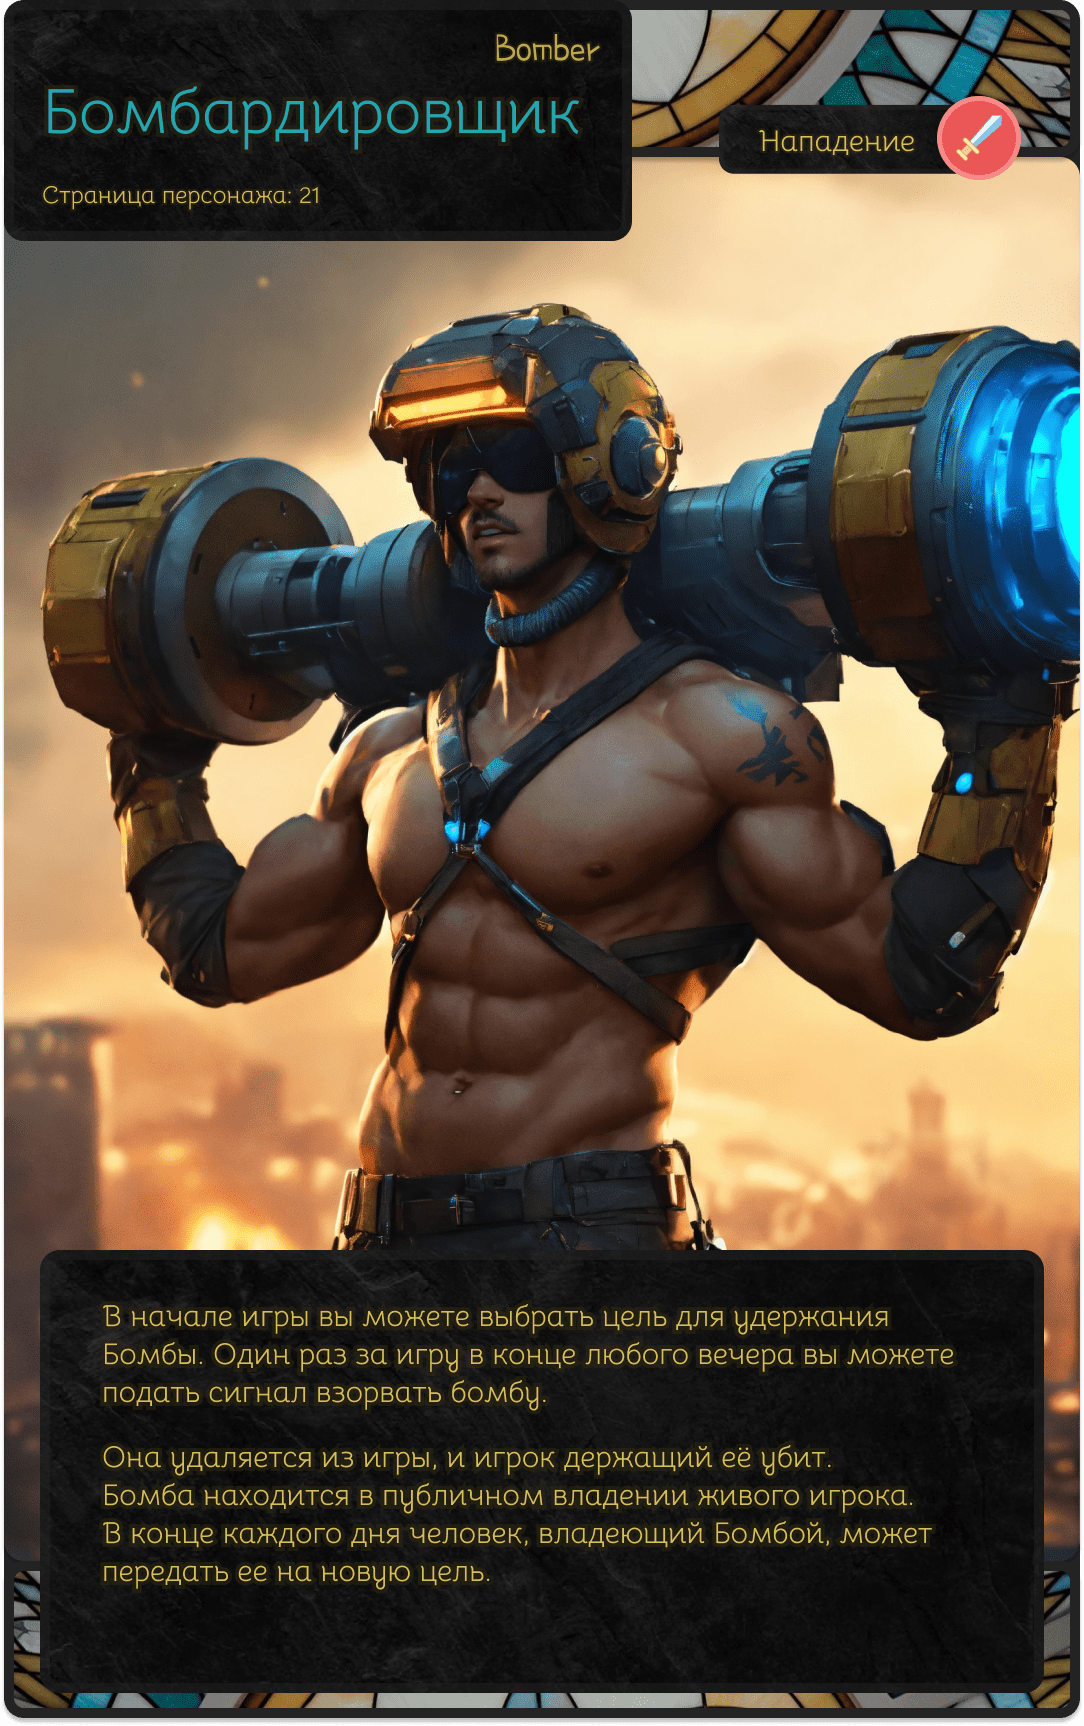 Bomber
Бомбардировщик
Страница персонажа: 21
Нападение
В начале игры вы можете выбрать цель для удержания
Бомбы. Один раз за игру в конце любого вечера вы можете
подать сигнал взорвать бомбу.
Она удаляется из игры, и игрок держащий её убит.
Бомба находится в публичном владении живого игрока.
В конце каждого дня человек, владеющий Бомбой, может
передать ее на новую цель.